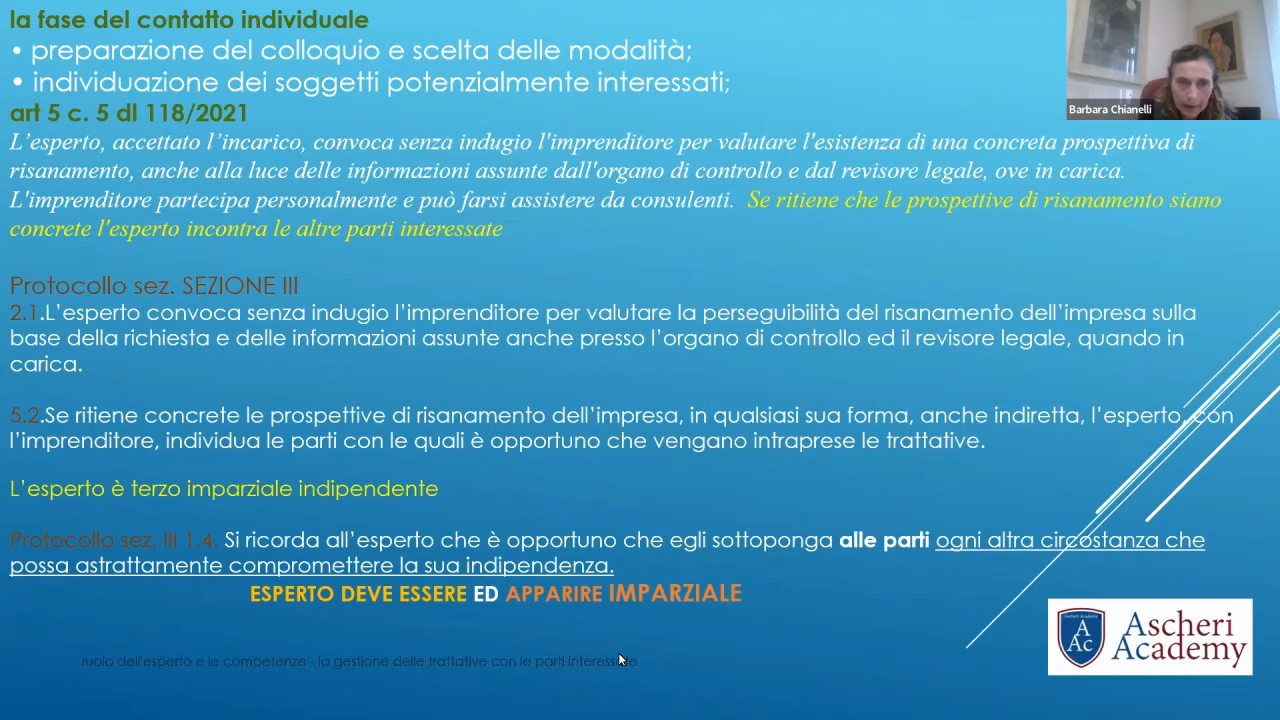 la fase del contatto individuale
• preparazione del colloquio e scelta delle modalità;
• individuazione dei soggetti potenzialmente interessati;
art 5 c. 5 dl 118/2021
L’esperto, accettato l’incarico, convoca senza indugio l'imprenditore per valutare l'esistenza di una concreta prospettiva di
risanamento, anche alla luce delle informazioni assunte dall'organo di controllo e dal revisore legale, ove in carica.
L'imprenditore partecipa personalmente e può farsi assistere da consulenti. Se ritiene che le prospettive di risanamento siano
concrete l'esperto incontra le altre parti interessate
Protocollo sez. SEZIONE III
2.1.L’esperto convoca senza indugio l’imprenditore per valutare la perseguibilità del risanamento dell’impresa sulla
base della richiesta e delle informazioni assunte anche presso l’organo di controllo ed il revisore legale, quando in
carica.
5.2.Se ritiene concrete le prospettive di risanamento dell’impresa, in qualsiasi sua forma, anche indiretta, l’esperto, con
l’imprenditore, individua le parti con le quali è opportuno che vengano intraprese le trattative.
L’esperto è terzo imparziale indipendente
Protocollo sez. III 1.4. Si ricorda all’esperto che è opportuno che egli sottoponga alle parti ogni altra circostanza che
possa astrattamente compromettere la sua indipendenza.
ESPERTO DEVE ESSERE ED APPARIRE IMPARZIALE
ruolo dell'esperto e le competenze - la gestione delle trattative con le parti interessate
Barbara Chianelli
Ascheri Academy
A
Ac
Ascheri
Academy